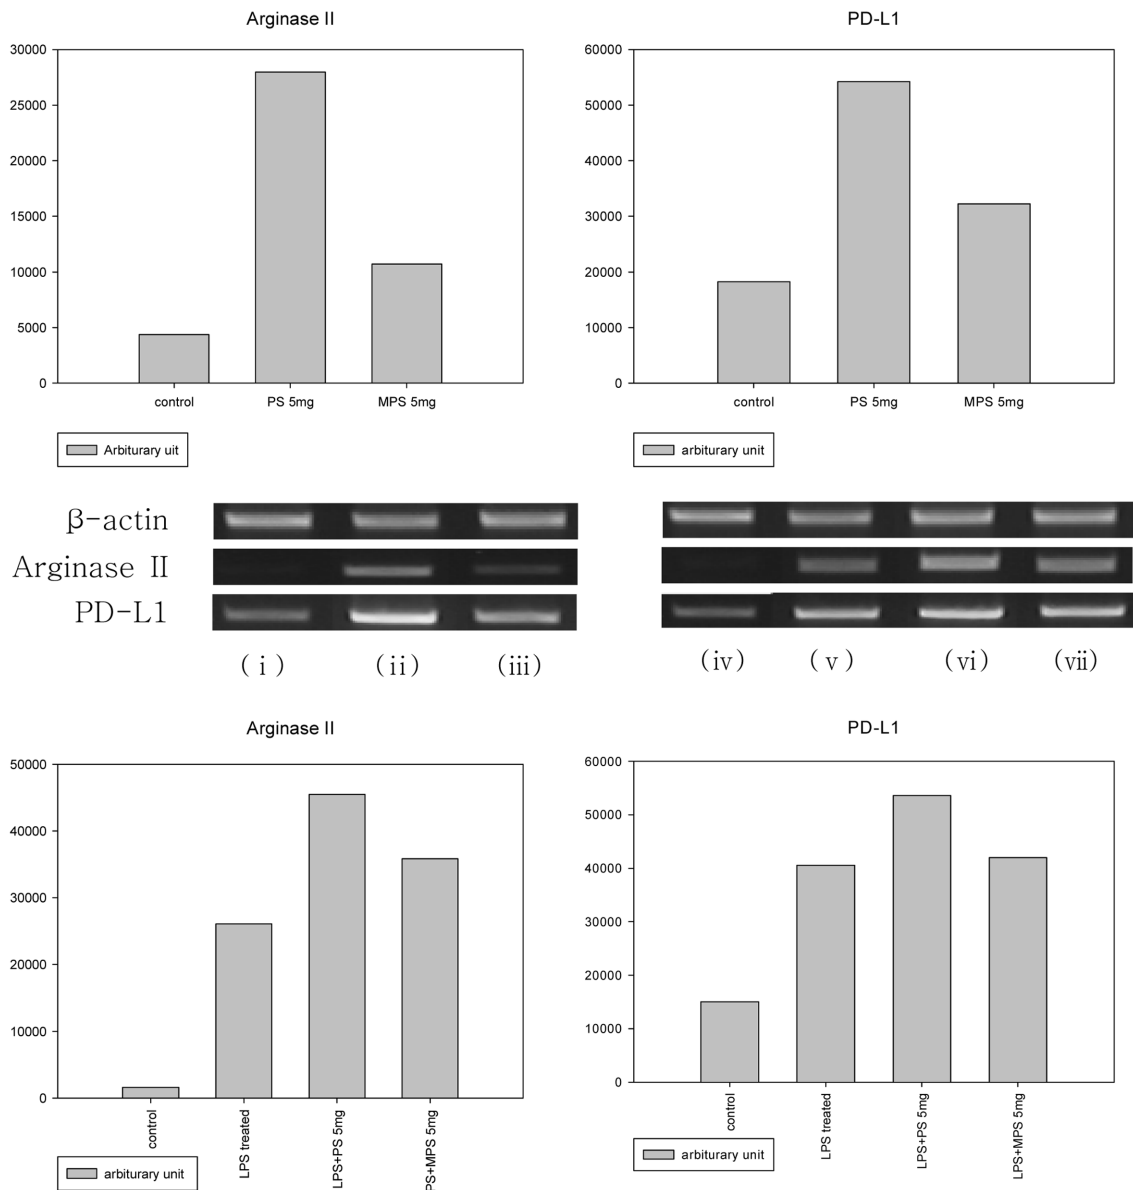 Arginase II
30000
25000
20000
15000
10000
5000
0
control PS 5mg MPS 5mg
Arbiturary uit
PD-L1
60000
50000
40000
30000
20000
10000
0
control PS 5mg MPS 5mg
arbiturary unit
β-actin
Arginase II
PD-L1
(i) (ii) (iii) (iv) (v) (vi) (vii)
Arginase II
50000
40000
30000
20000
10000
0
control
LPS treated
LPS+PS 5mg
PS+MPS 5mg
arbiturary unit
PD-L1
60000
50000
40000
30000
20000
10000
0
control
LPS treated
LPS+PS 5mg
LPS+MPS 5mg
arbiturary unit